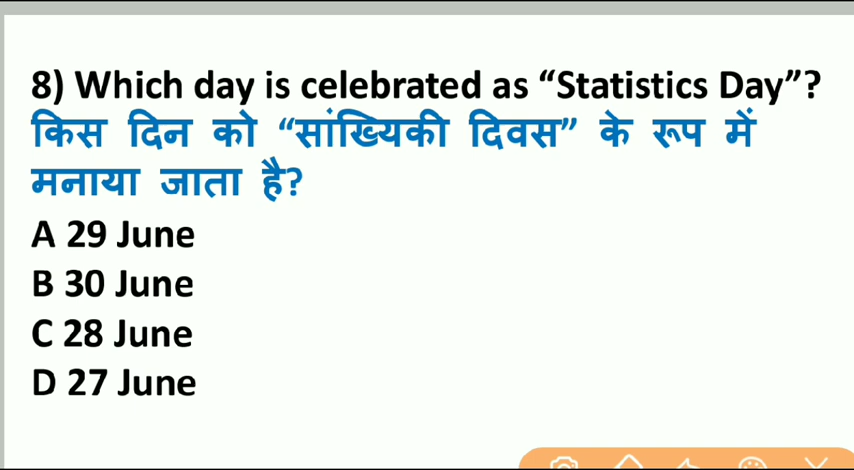 8) Which day is celebrated as “Statistics Day”?
किस दिन को “सांख्यिकी दिवस” के रूप में
मनाया जाता है?
A 29 June
B 30 June
C 28 June
D 27 June